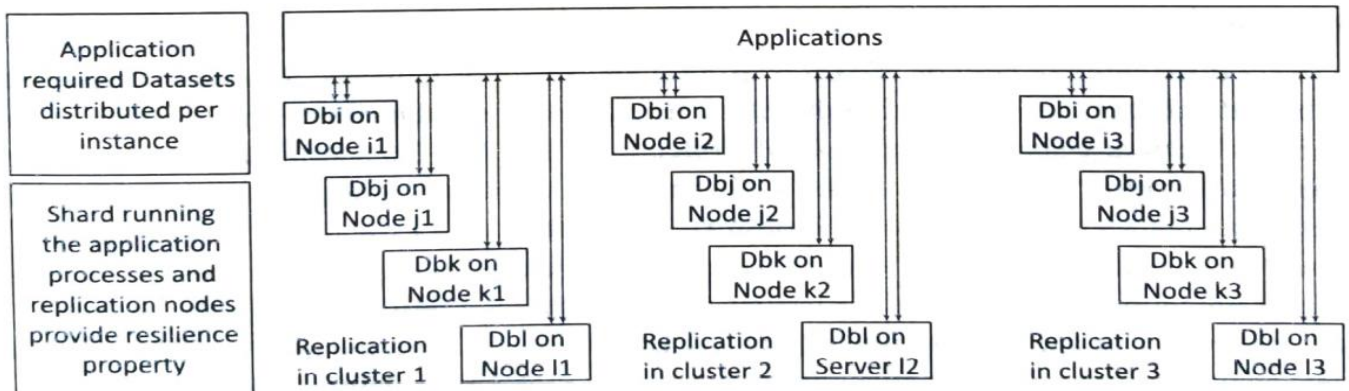 Application
required Datasets
distributed per
instance
Shard running
the application
processes and
replication nodes
provide resilience
property
Applications
Dbi on
Node i1
Dbj on
Node j1
Dbk on
Node k1
Dbl on
Node l1
Replication
in cluster 1
Dbi on
Node i2
Dbj on
Node j2
Dbk on
Node k2
Dbl on
Server l2
Replication
in cluster 2
Dbi on
Node i3
Dbj on
Node j3
Dbk on
Node k3
Dbl on
Node l3
Replication
in cluster 3